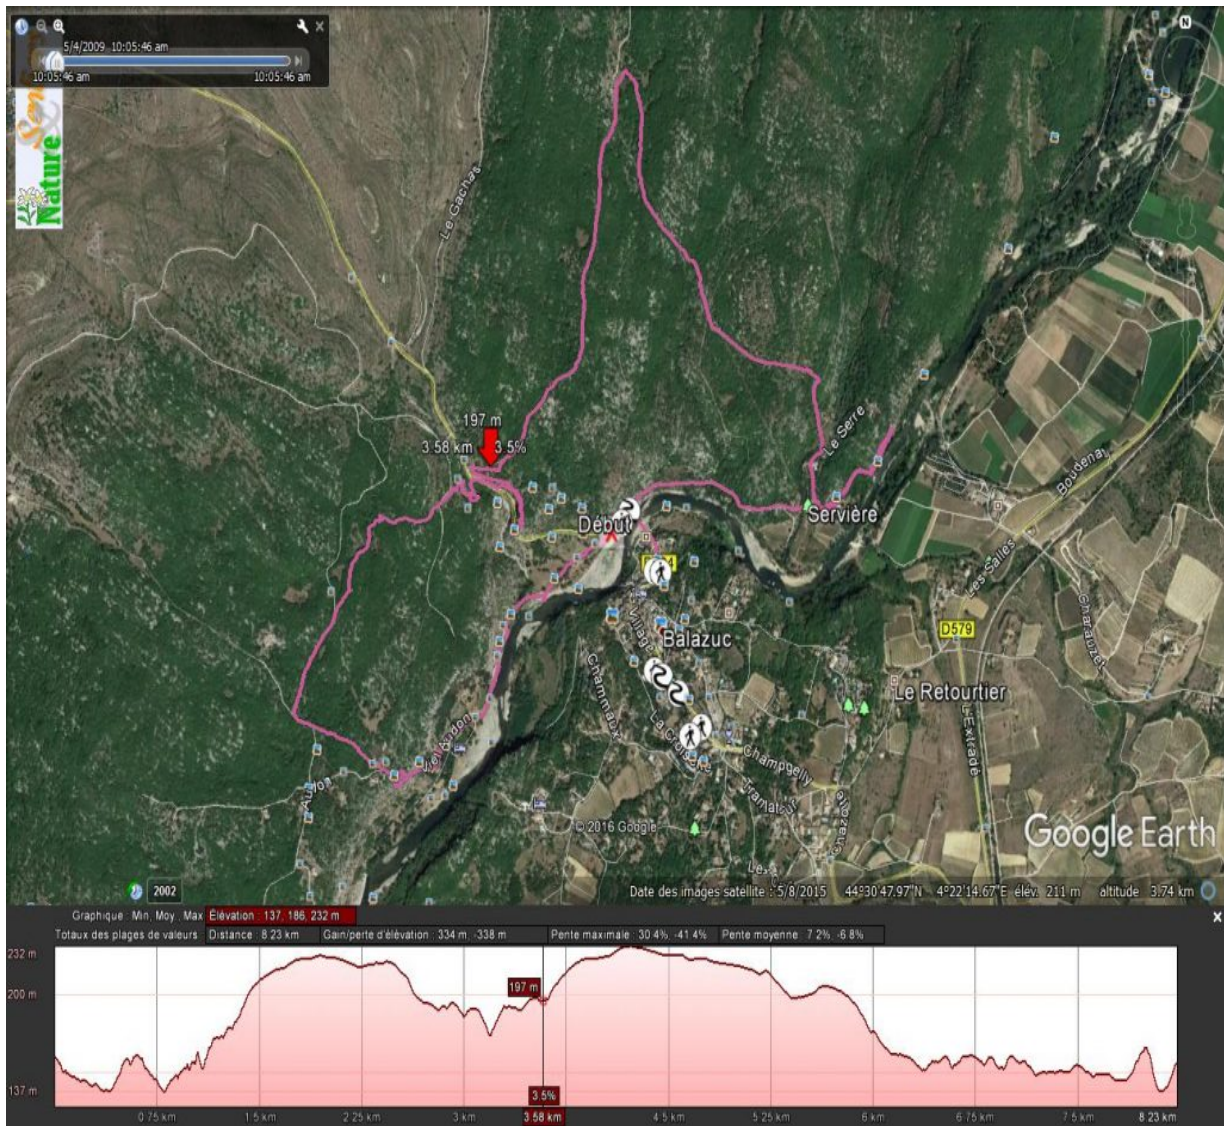 5/4/2009 10:05:46 am
10:05:46 am 10:05:46 am
Nature
Le Gachas
197 m
3.58 km 3.5%
Le Serre
Boudenas
Début
Servière
Les Salles
Charauzet
D579
Village
Balazuc
Le Retourtier
Chammaux
L'Extrade
Champgelly
© 2016 Google
Google Earth
2002
Date des images satellite : 5/8/2015 44°30'47.97"N 4°22'14.67"E élév. 211 m altitude 3.74 km
Graphique : Min, Moy., Max Élévation : 137, 186, 232 m
Totaux des plages de valeurs Distance : 8.23 km Gain/perte d'élévation : 334 m, -338 m Pente maximale : 30.4%, -41.4% Pente moyenne : 7.2%, -6.8%
232 m
200 m
197 m
137 m
3.5%
0.75 km 1.5 km 2.25 km 3 km 3.58 km 4.5 km 5.25 km 6 km 6.75 km 7.5 km 8.23 km